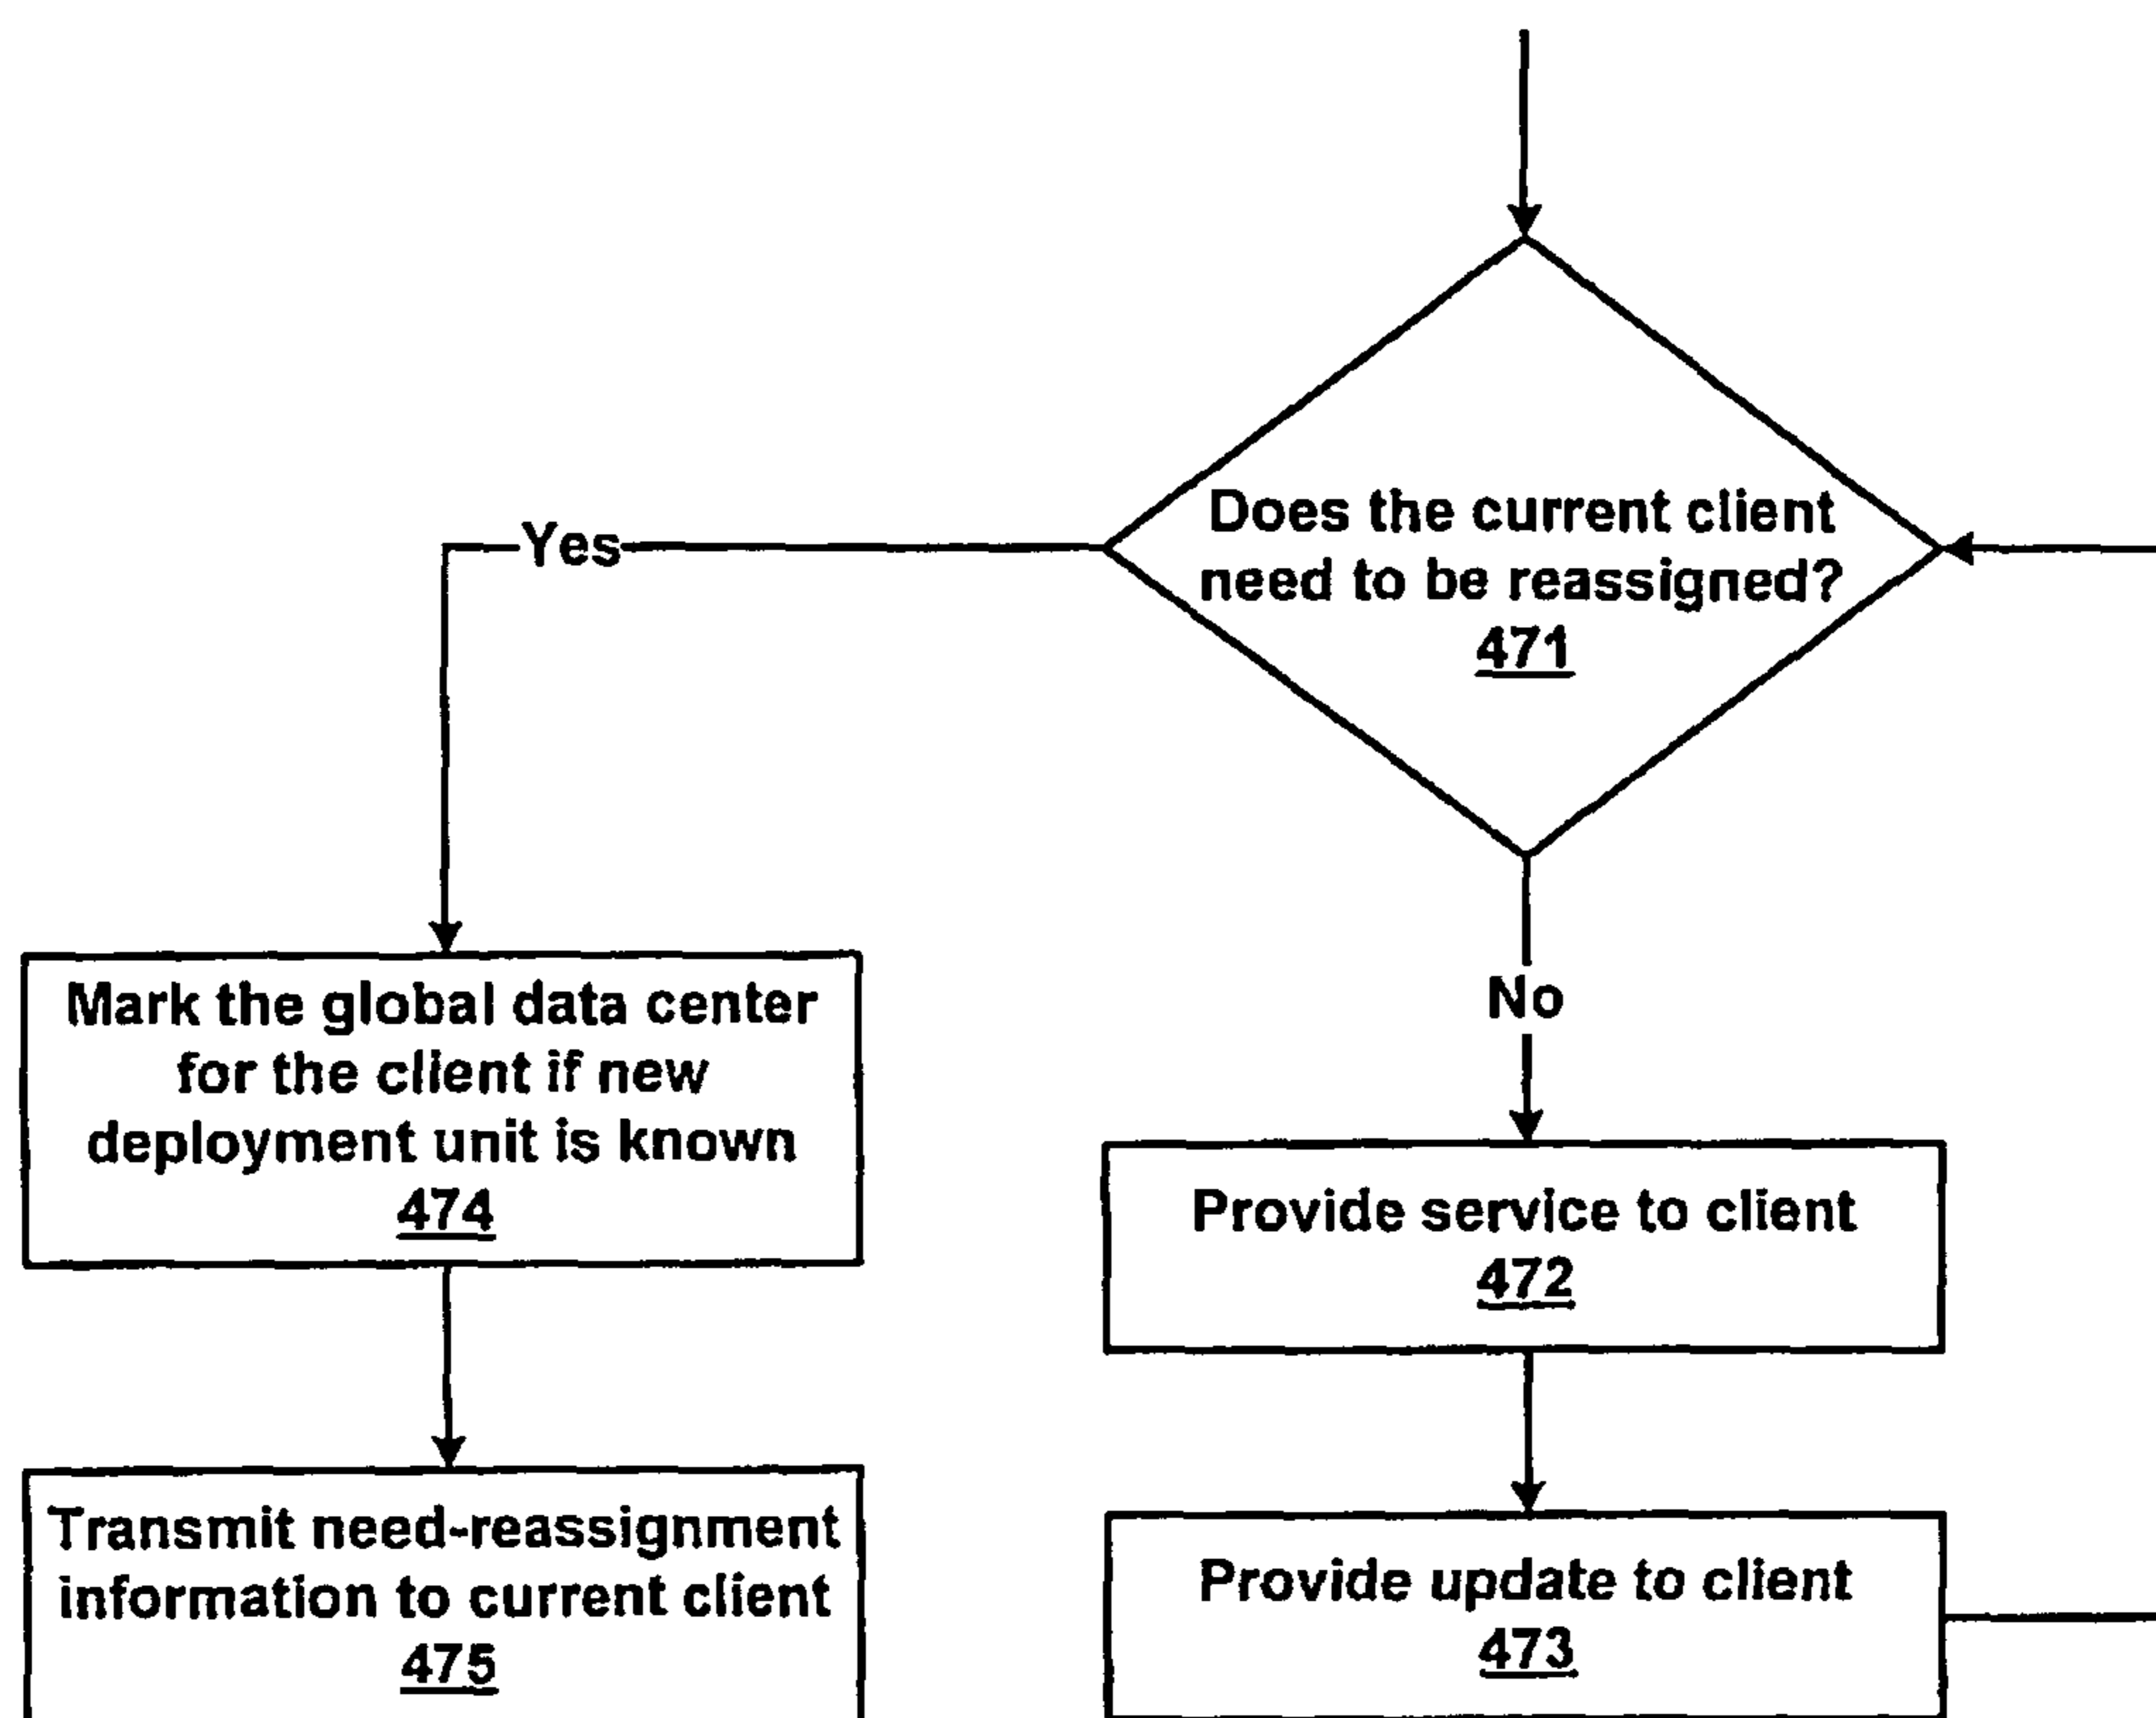 Does the current client
need to be reassigned?
471
Yes
No
Mark the global data center
for the client if new
deployment unit is known
474
Provide service to client
472
Transmit need-reassignment
information to current client
475
Provide update to client
473